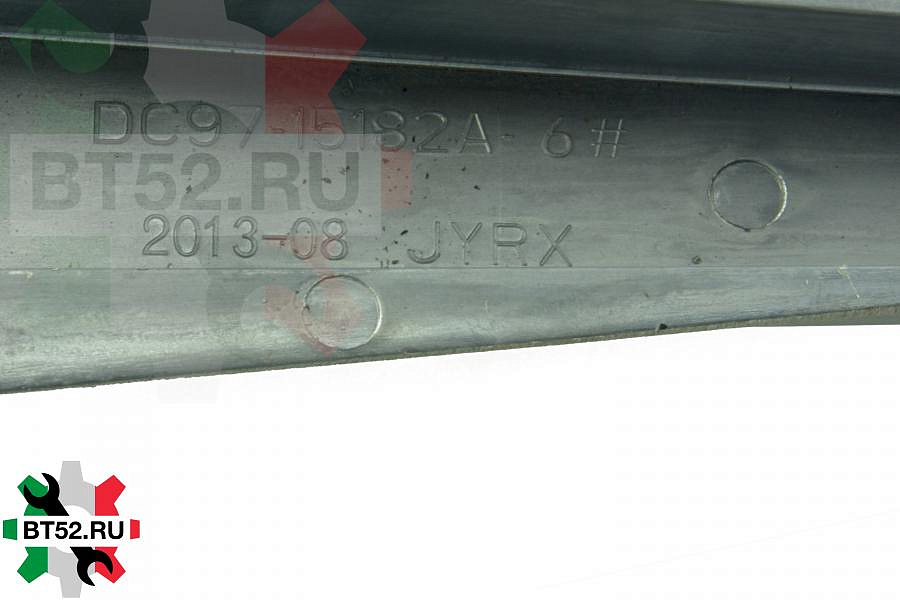 DC97-15182A- 6#
BT52.RU
2013-08 JYRX
BT52.RU